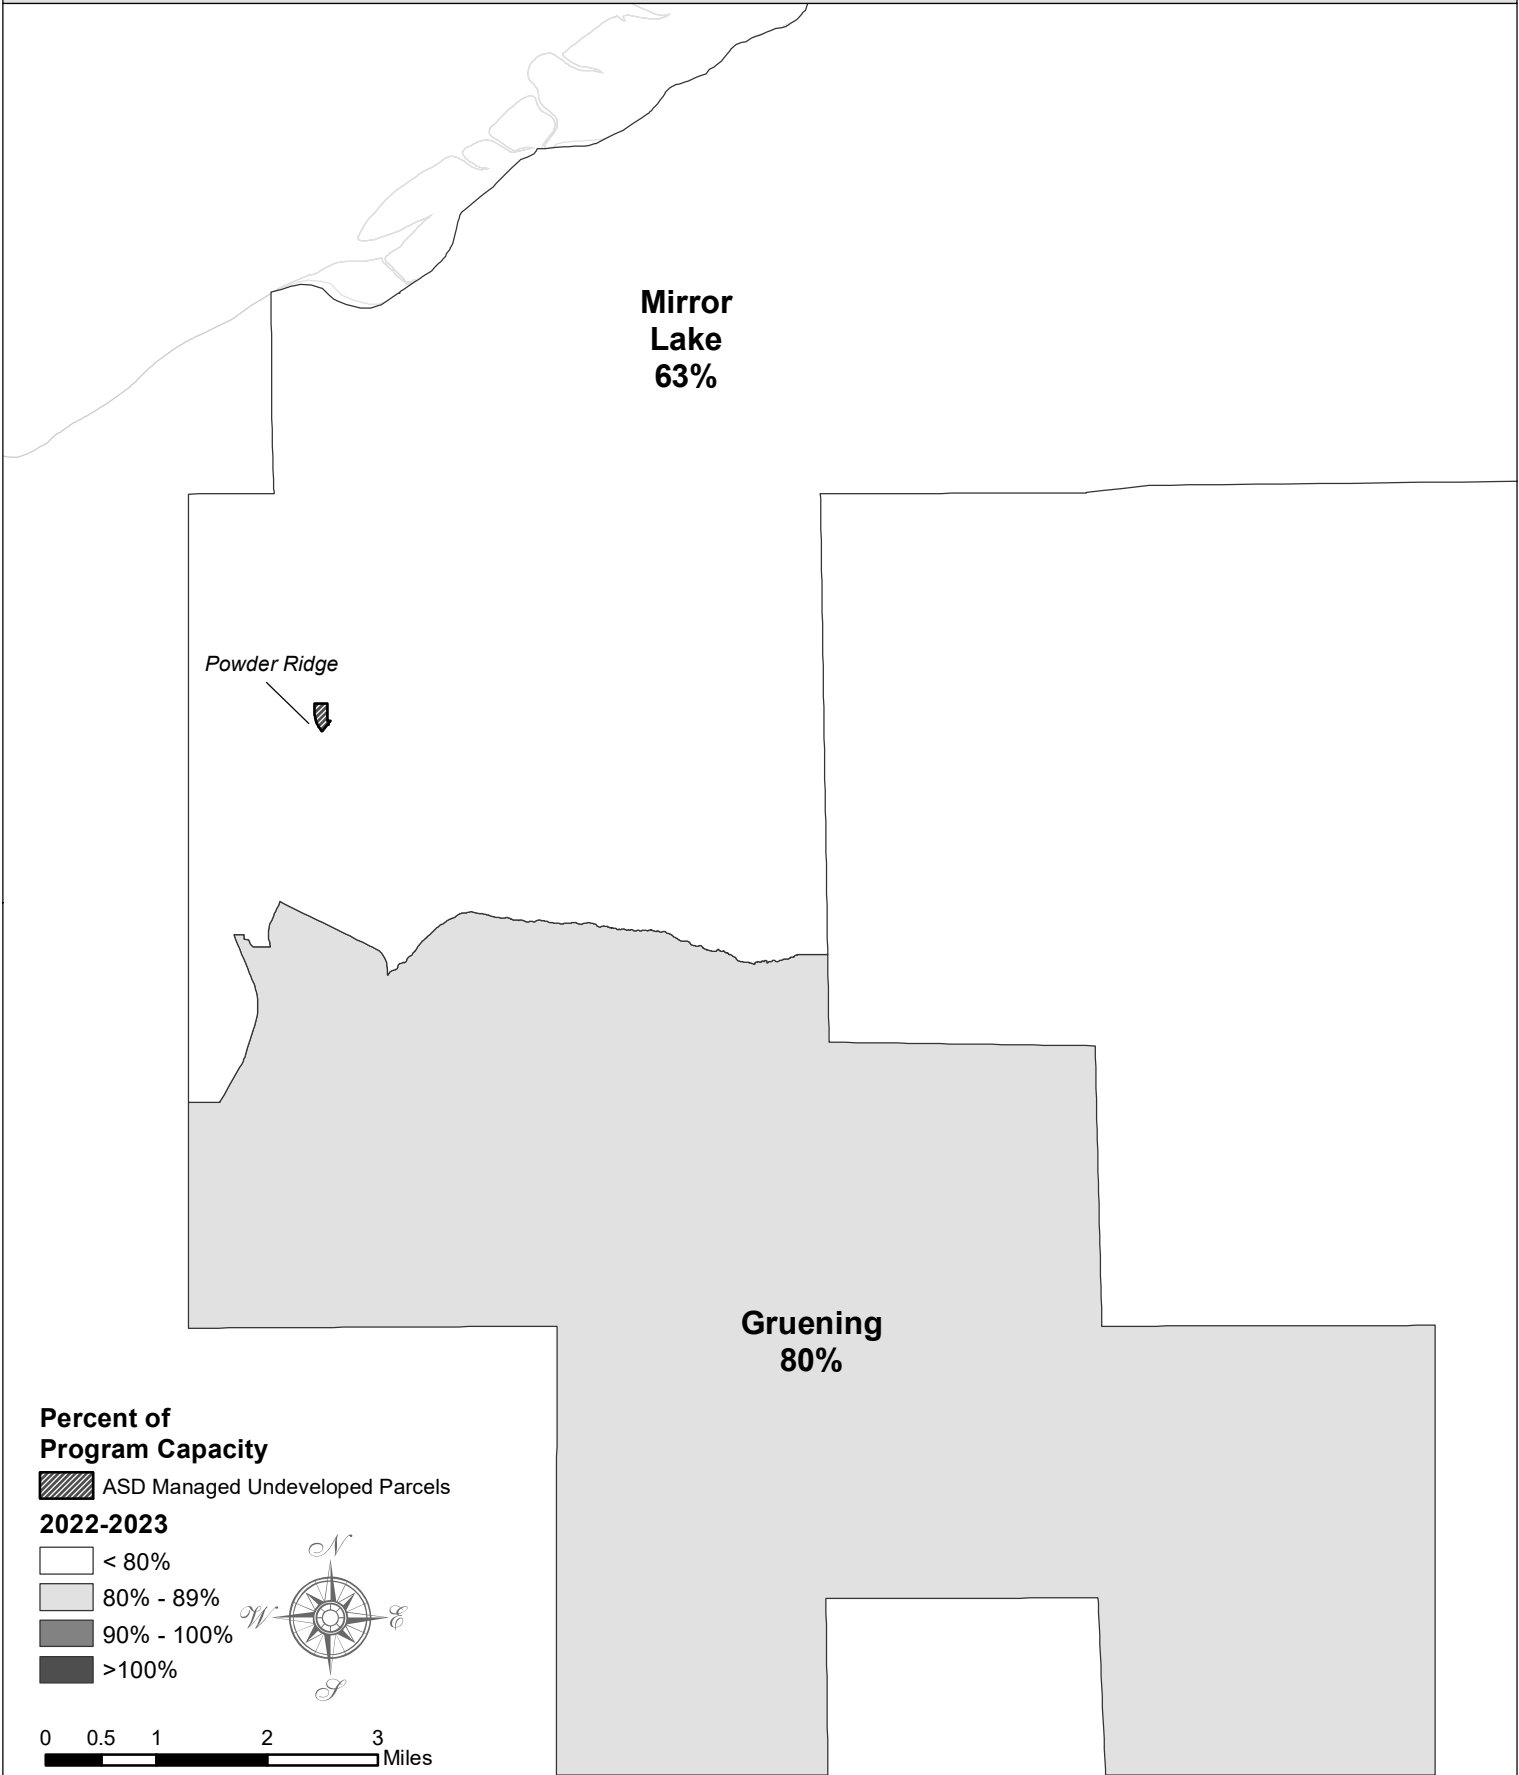 Mirror
Lake
63%
Powder Ridge
Gruening
80%
Percent of
Program Capacity
ASD Managed Undeveloped Parcels
2022-2023
< 80%
80% - 89%
90% - 100%
>100%
N
W
E
S
0 0.5 1 2 3
Miles